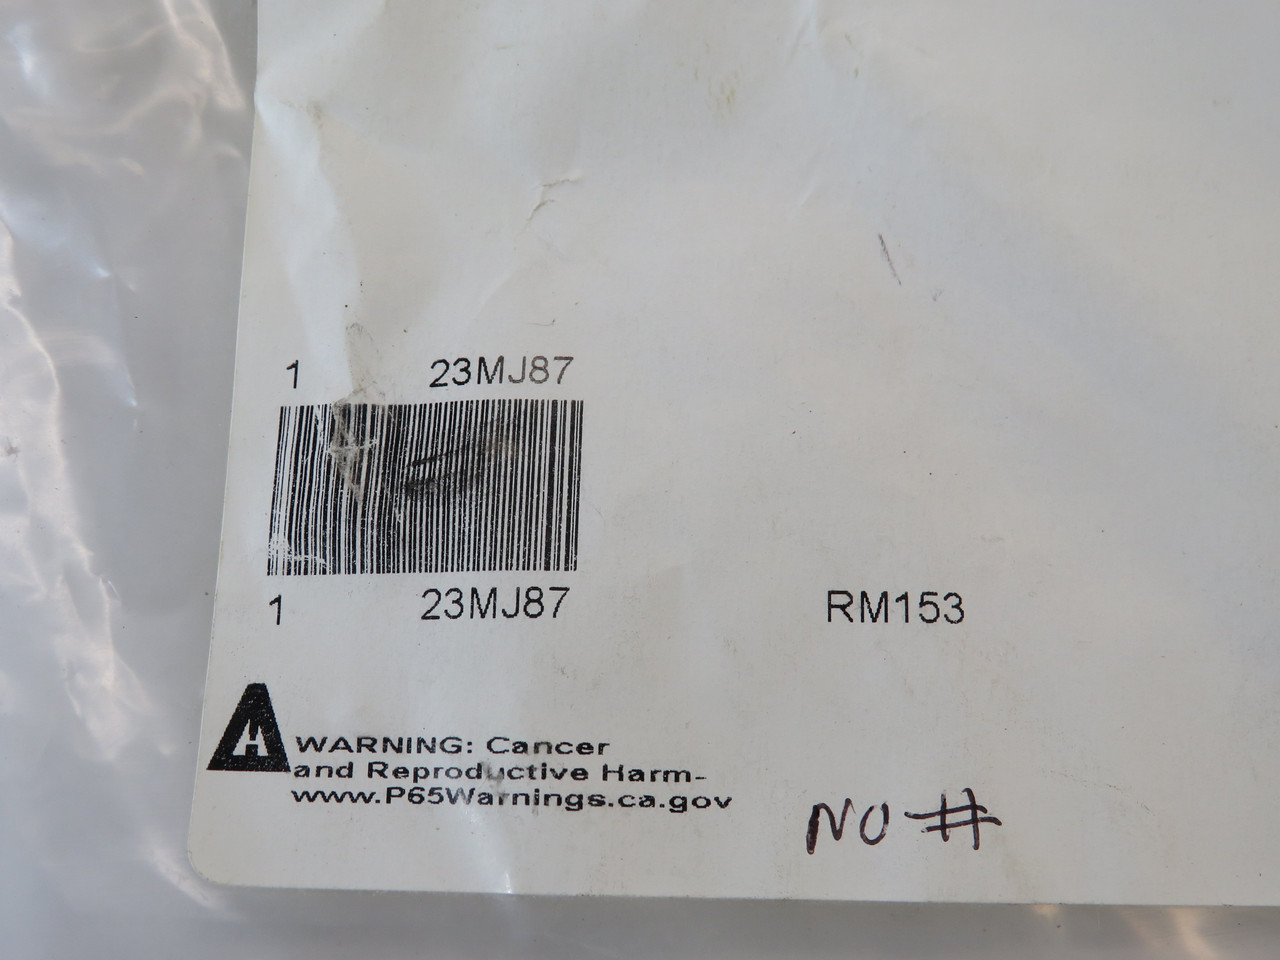 1 23MJ87
1 23MJ87 RM153
WARNING: Cancer
and Reproductive Harm-
www.P65Warnings.ca.gov
NO #